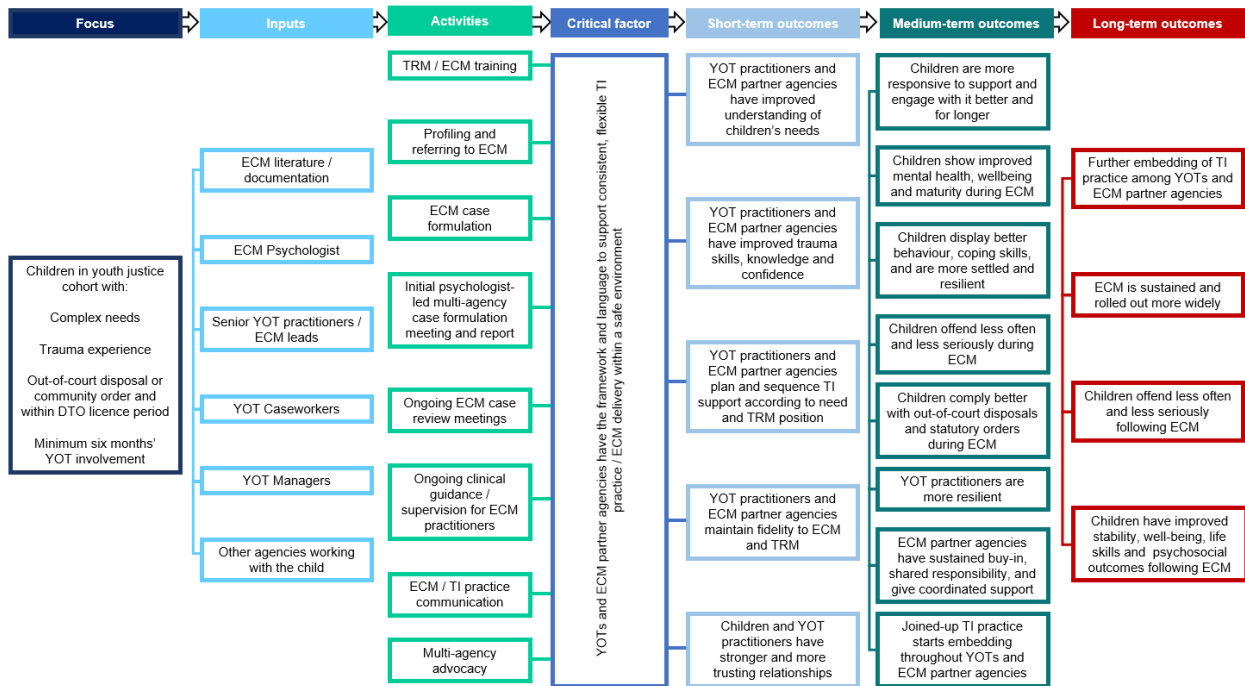 Focus
Inputs
Activities
Critical factor
Short-term outcomes
Medium-term outcomes
Long-term outcomes
Children in youth justice
cohort with:
Complex needs
Trauma experience
Out-of-court disposal or
community order and
within DTO licence period
Minimum six months’
YOT involvement
ECM literature /
documentation
ECM Psychologist
Senior YOT practitioners /
ECM leads
YOT Caseworkers
YOT Managers
Other agencies working
with the child
TRM / ECM training
Profiling and
referring to ECM
ECM case
formulation
Initial psychologist-
led multi-agency
case formulation
meeting and report
Ongoing ECM case
review meetings
Ongoing clinical
guidance /
supervision for ECM
practitioners
ECM / TI practice
communication
Multi-agency
advocacy
YOTs and ECM partner agencies have the framework and language to support consistent, flexible TI
practice / ECM delivery within a safe environment
YOT practitioners and
ECM partner agencies
have improved
understanding of
children’s needs
YOT practitioners and
ECM partner agencies
have improved trauma
skills, knowledge and
confidence
YOT practitioners and
ECM partner agencies
plan and sequence TI
support according to need
and TRM position
YOT practitioners and
ECM partner agencies
maintain fidelity to ECM
and TRM
Children and YOT
practitioners have
stronger and more
trusting relationships
Children are more
responsive to support and
engage with it better and
for longer
Children show improved
mental health, wellbeing
and maturity during ECM
Children display better
behaviour, coping skills,
and are more settled and
resilient
Children offend less often
and less seriously during
ECM
Children comply better
with out-of-court disposals
and statutory orders
during ECM
YOT practitioners are
more resilient
ECM partner agencies
have sustained buy-in,
shared responsibility, and
give coordinated support
Joined-up TI practice
starts embedding
throughout YOTs and
ECM partner agencies
Further embedding of TI
practice among YOTs and
ECM partner agencies
ECM is sustained and
rolled out more widely
Children offend less often
and less seriously
following ECM
Children have improved
stability, well-being, life
skills and psychosocial
outcomes following ECM